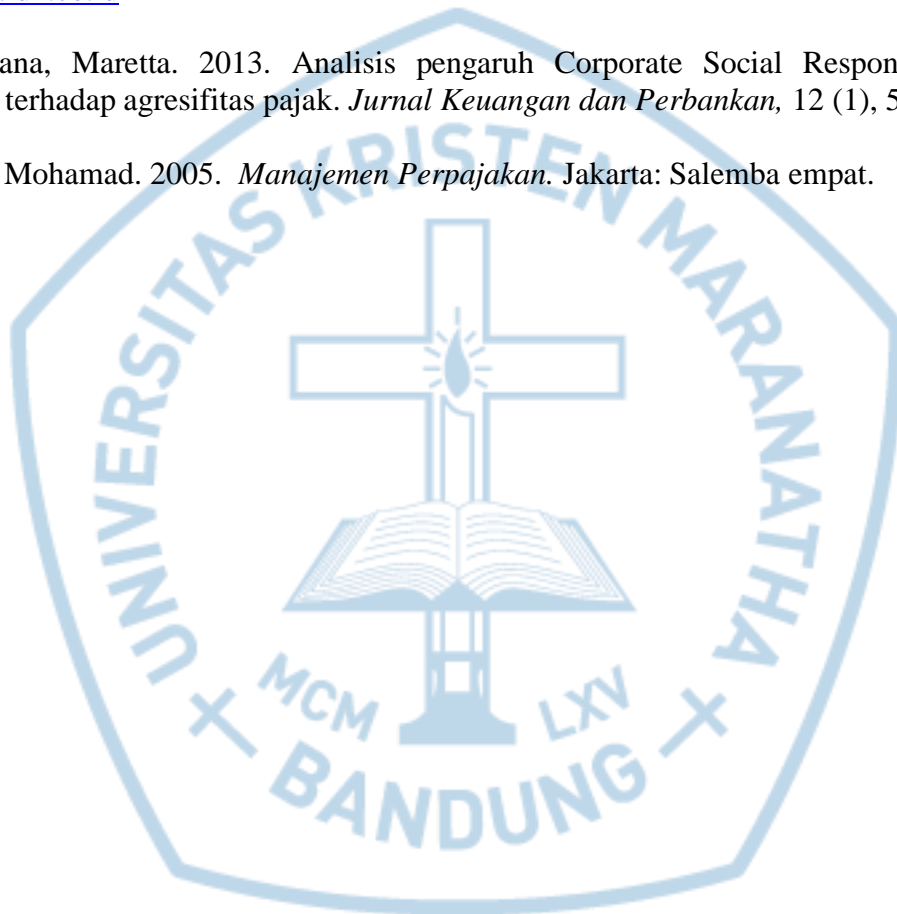 ana, Maretta. 2013. Analisis pengaruh Corporate Social Respon
terhadap agresifitas pajak. Jurnal Keuangan dan Perbankan, 12 (1), 5
Mohamad. 2005. Manajemen Perpajakan. Jakarta: Salemba empat.
UNIVERSITAS KRISTEN MARANATHA
MCM LXV
BANDUNG